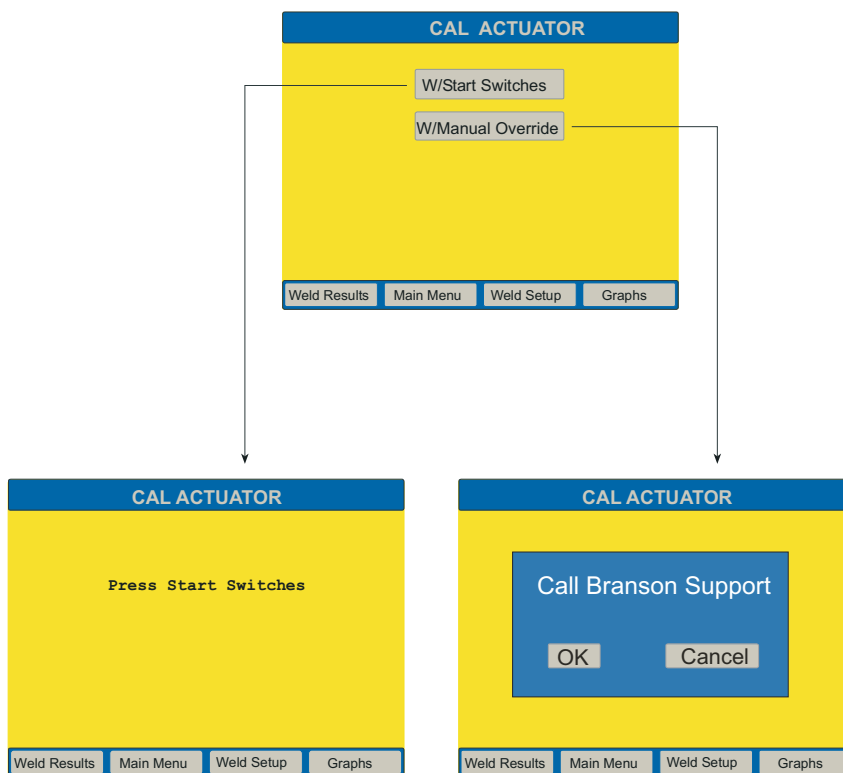 CAL ACTUATOR
W/Start Switches
W/Manual Override
Weld Results Main Menu Weld Setup Graphs
CAL ACTUATOR
Press Start Switches
Weld Results Main Menu Weld Setup Graphs
CAL ACTUATOR
Call Branson Support
OK Cancel
Weld Results Main Menu Weld Setup Graphs